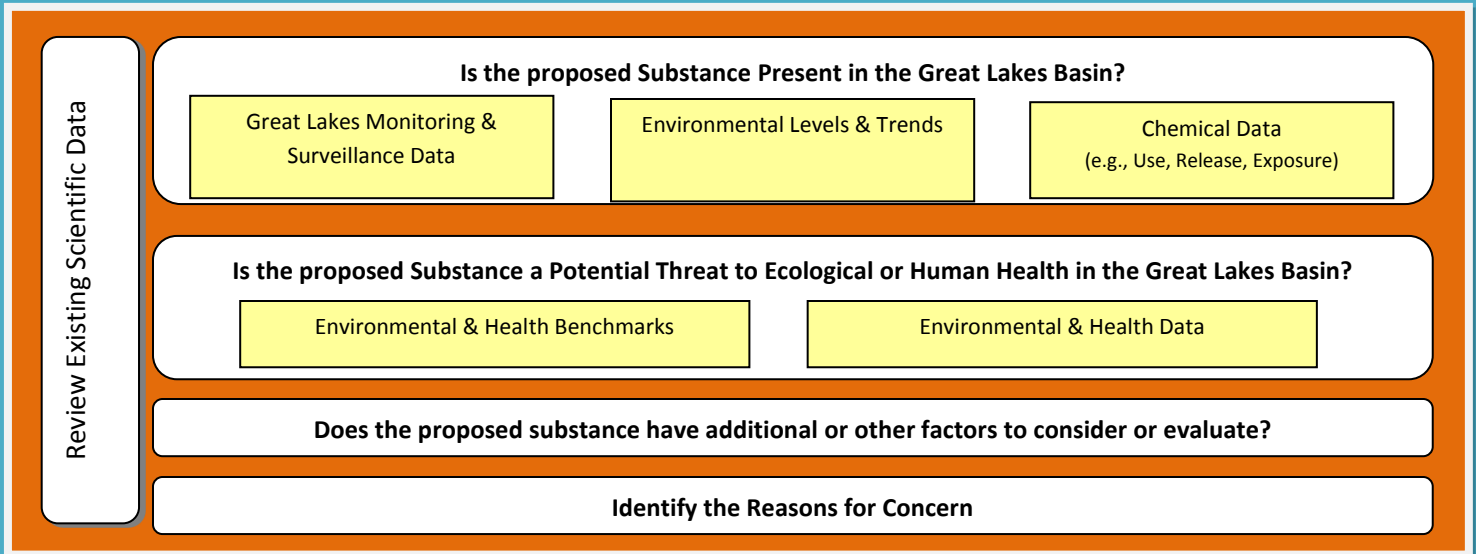 Review Existing Scientific Data
Is the proposed Substance Present in the Great Lakes Basin?
Great Lakes Monitoring &
Surveillance Data
Environmental Levels & Trends
Chemical Data
(e.g., Use, Release, Exposure)
Is the proposed Substance a Potential Threat to Ecological or Human Health in the Great Lakes Basin?
Environmental & Health Benchmarks
Environmental & Health Data
Does the proposed substance have additional or other factors to consider or evaluate?
Identify the Reasons for Concern